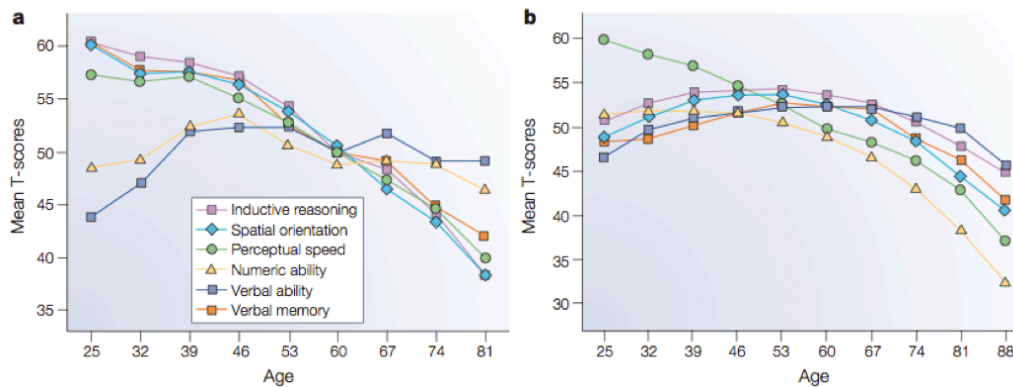 a
b
60
55
50
45
40
35
Mean T-scores
Inductive reasoning
Spatial orientation
Perceptual speed
Numeric ability
Verbal ability
Verbal memory
25 32 39 46 53 60 67 74 81
Age
60
55
50
45
40
35
30
Mean T-scores
25 32 39 46 53 60 67 74 81 88
Age